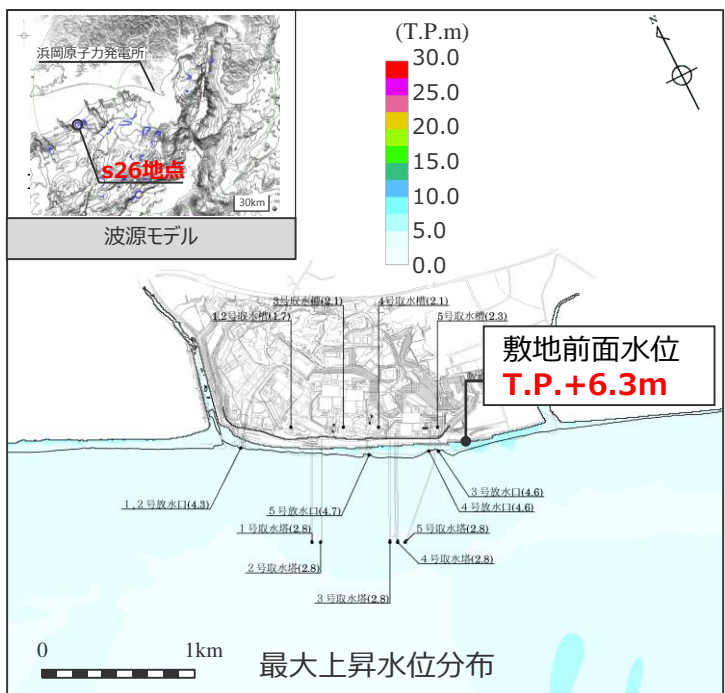 浜岡原子力発電所
s26地点
30km
波源モデル
(T.P.m)
30.0
25.0
20.0
15.0
10.0
5.0
0.0
N
3号取水槽(2.1)
4号取水槽(2.1)
1,2号取水槽(1.7)
5号取水槽(2.3)
敷地前面水位
T.P.+6.3m
1,2号放水口(4.3)
5号放水口(4.7)
3号放水口(4.6)
4号放水口(4.6)
1号取水塔(2.8)
5号取水塔(2.8)
2号取水塔(2.8)
4号取水塔(2.8)
3号取水塔(2.8)
0 1km
最大上昇水位分布